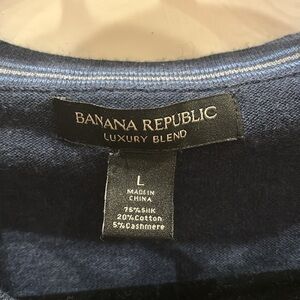 BANANA REPUBLIC
LUXURY BLEND
L
MADE IN
CHINA
75%Silk
20%Cotton
5%Cashmere